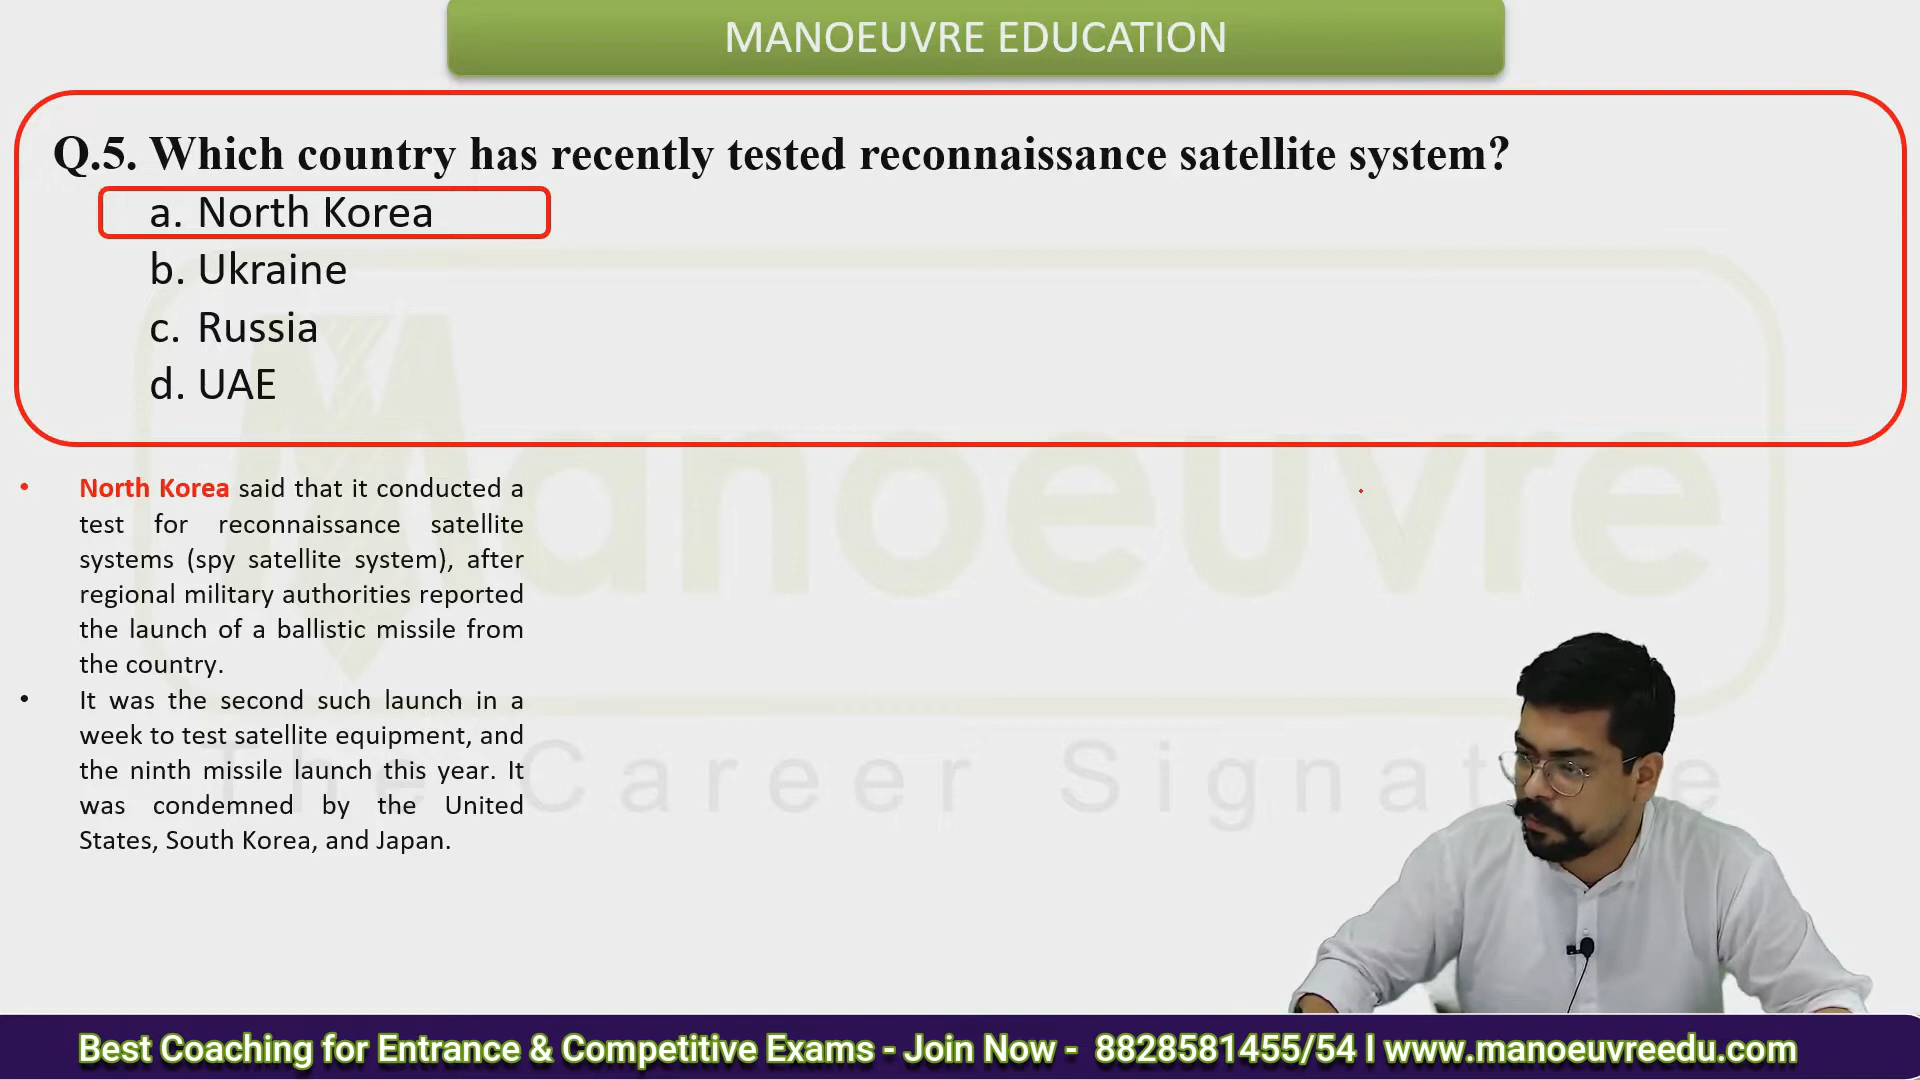 MANOEUVRE EDUCATION
Q.5. Which country has recently tested reconnaissance satellite system?
a. North Korea
b. Ukraine
c. Russia
d. UAE
• North Korea said that it conducted a
test for reconnaissance satellite
systems (spy satellite system), after
regional military authorities reported
the launch of a ballistic missile from
the country.
• It was the second such launch in a
week to test satellite equipment, and
the ninth missile launch this year. It
was condemned by the United
States, South Korea, and Japan.
Manoeuvre
The Career Signature
Best Coaching for Entrance & Competitive Exams - Join Now - 8828581455/54 I www.manoeuvreedu.com